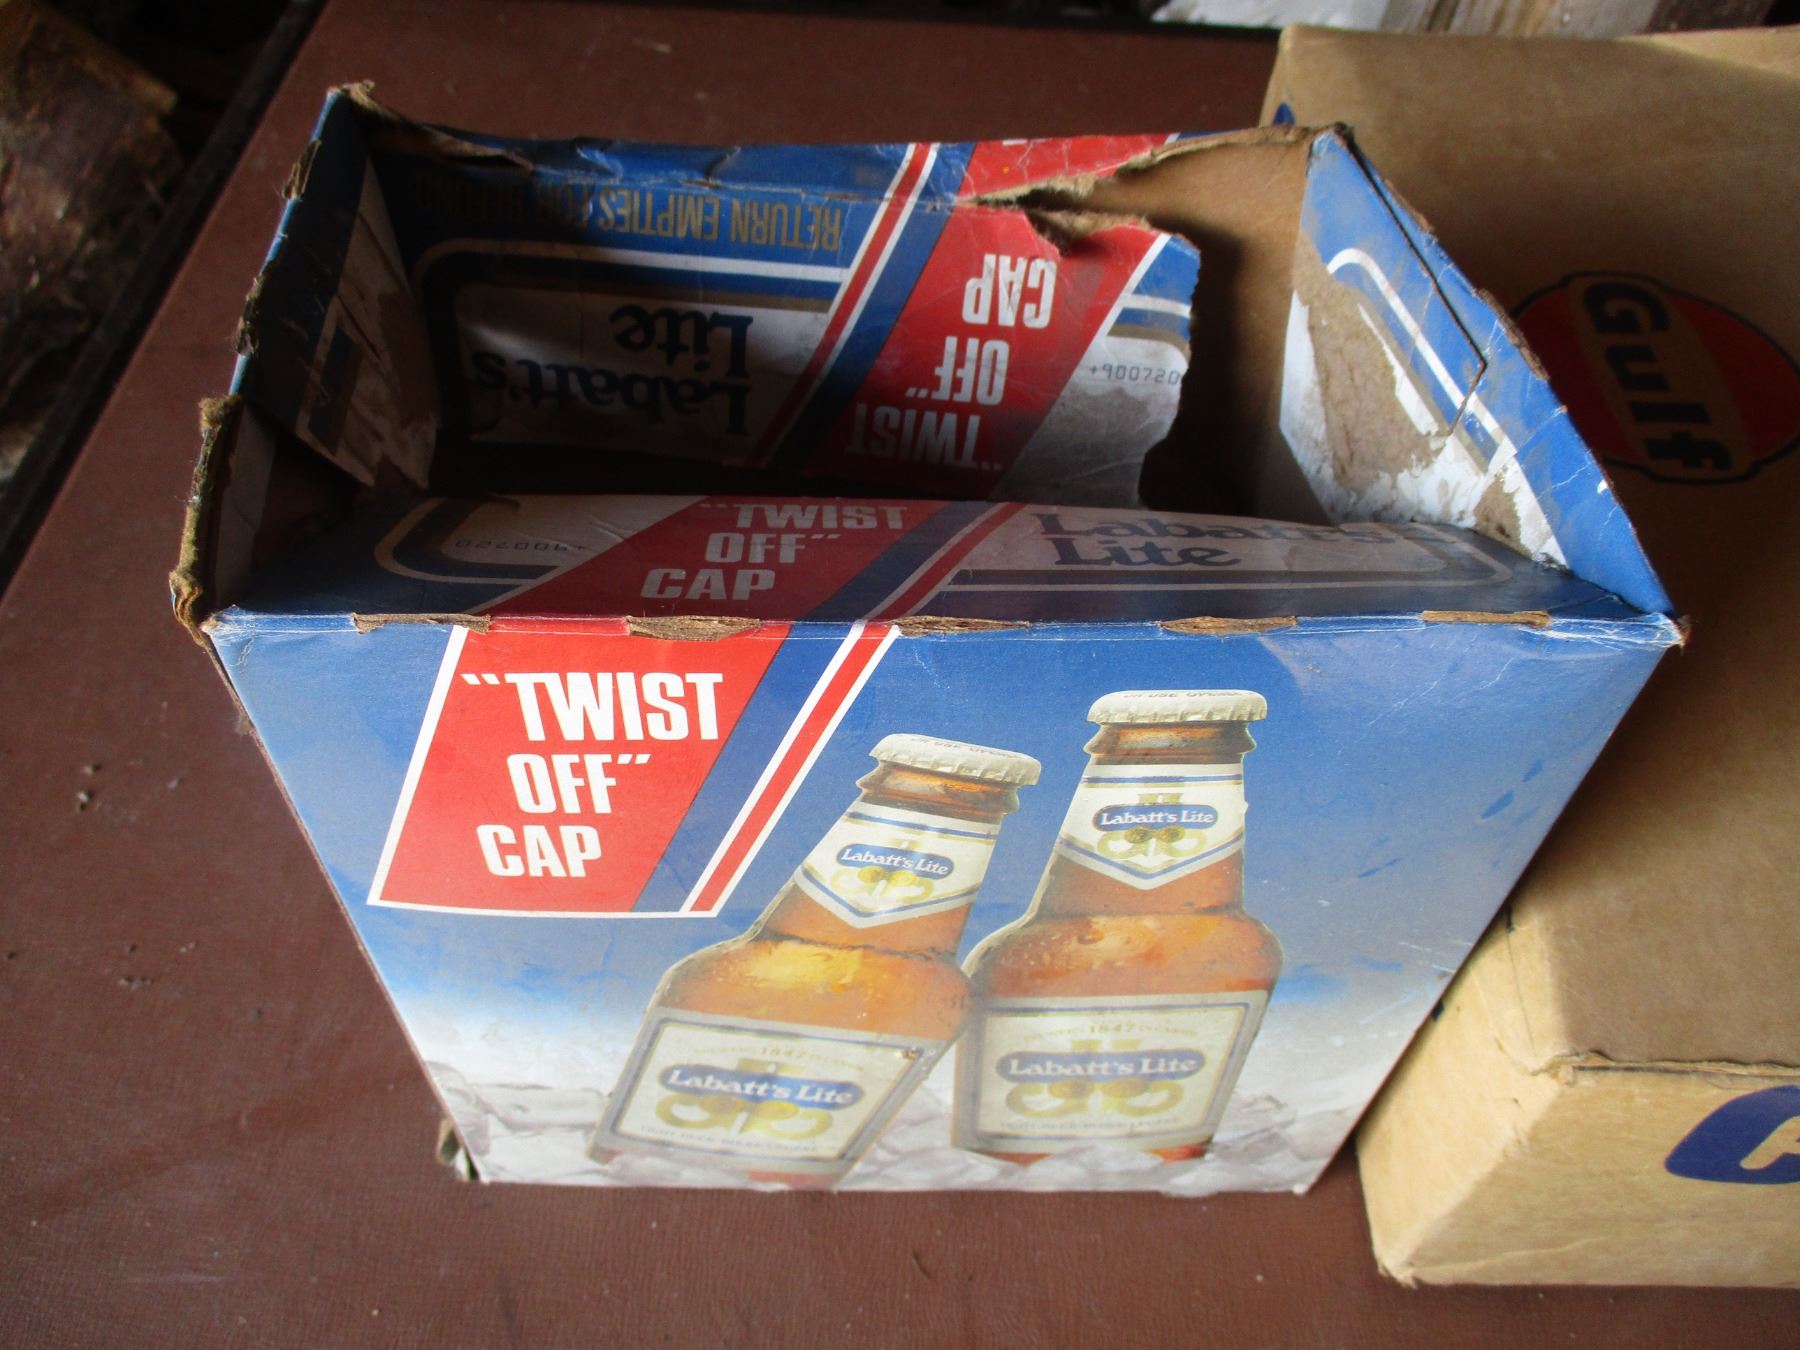 RETURN EMPTIES FOR REFUND
Labatt's
Lite
"TWIST
OFF"
CAP
+900720
Gulf
+900720
"TWIST
OFF"
CAP
Labatt's
Lite
"TWIST
OFF"
CAP
Labatt's Lite
Labatt's Lite
1847
Labatt's Lite
1847
Labatt's Lite